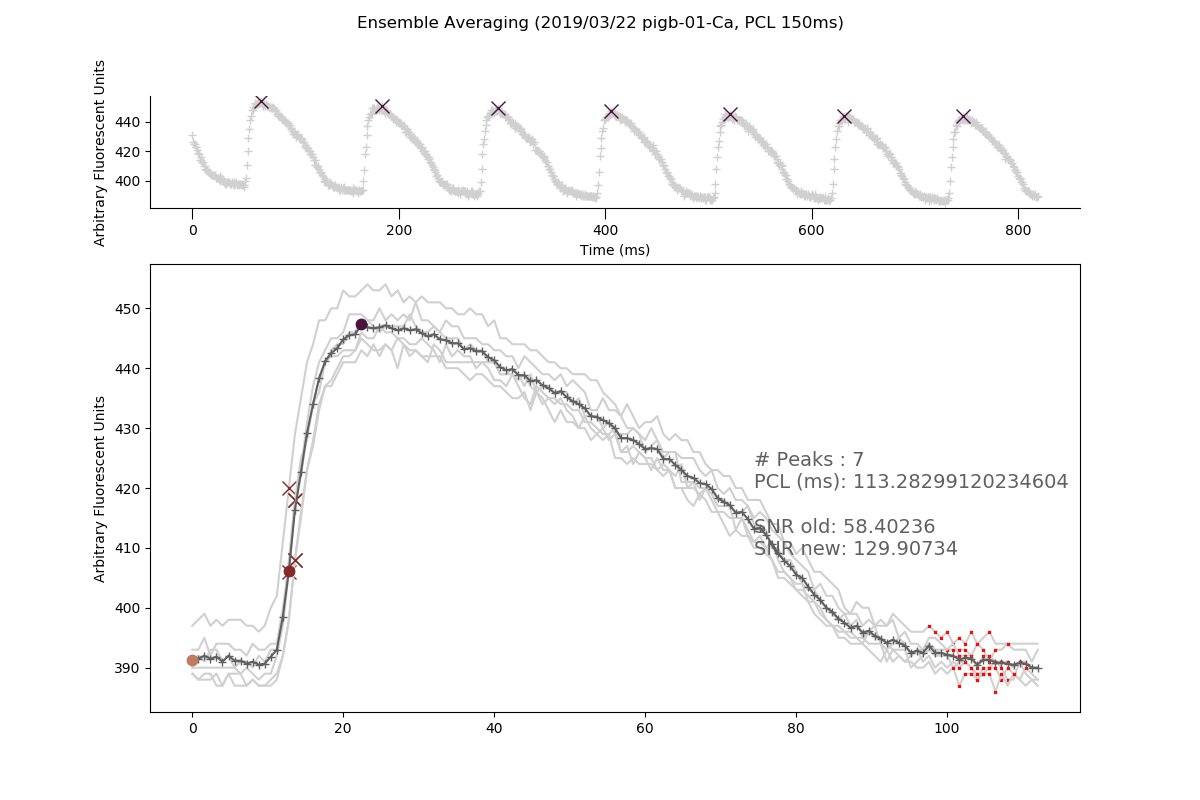 Ensemble Averaging (2019/03/22 pigb-01-Ca, PCL 150ms)
Arbitrary Fluorescent Units
440
420
400
0
200
400
600
800
Time (ms)
Arbitrary Fluorescent Units
450
440
430
420
410
400
390
# Peaks : 7
PCL (ms): 113.28299120234604
SNR old: 58.40236
SNR new: 129.90734
0
20
40
60
80
100